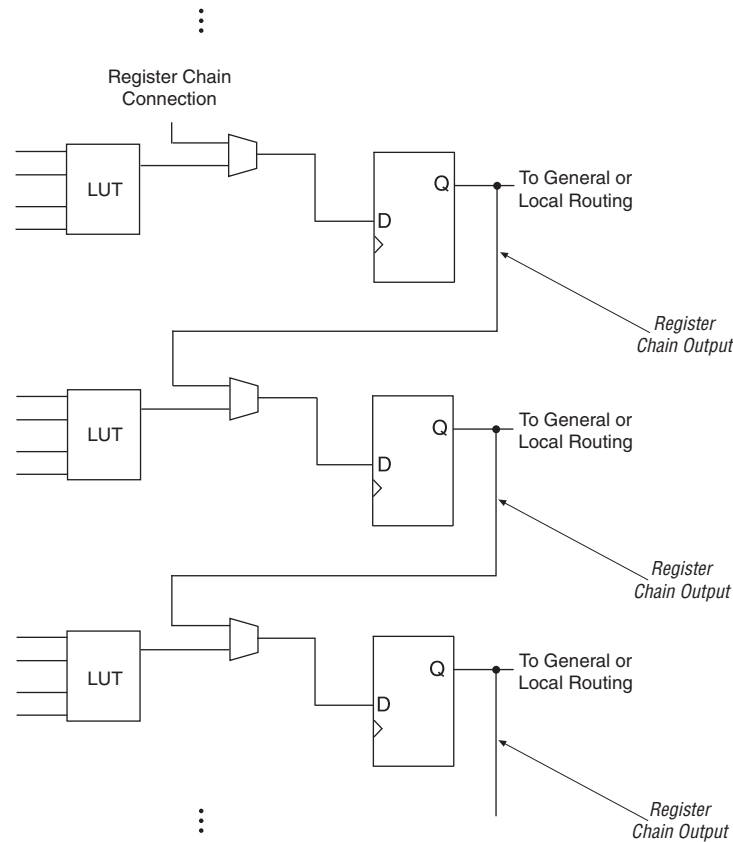 Register Chain
Connection
LUT
D
Q
To General or
Local Routing
Register
Chain Output
LUT
D
Q
To General or
Local Routing
Register
Chain Output
LUT
D
Q
To General or
Local Routing
Register
Chain Output